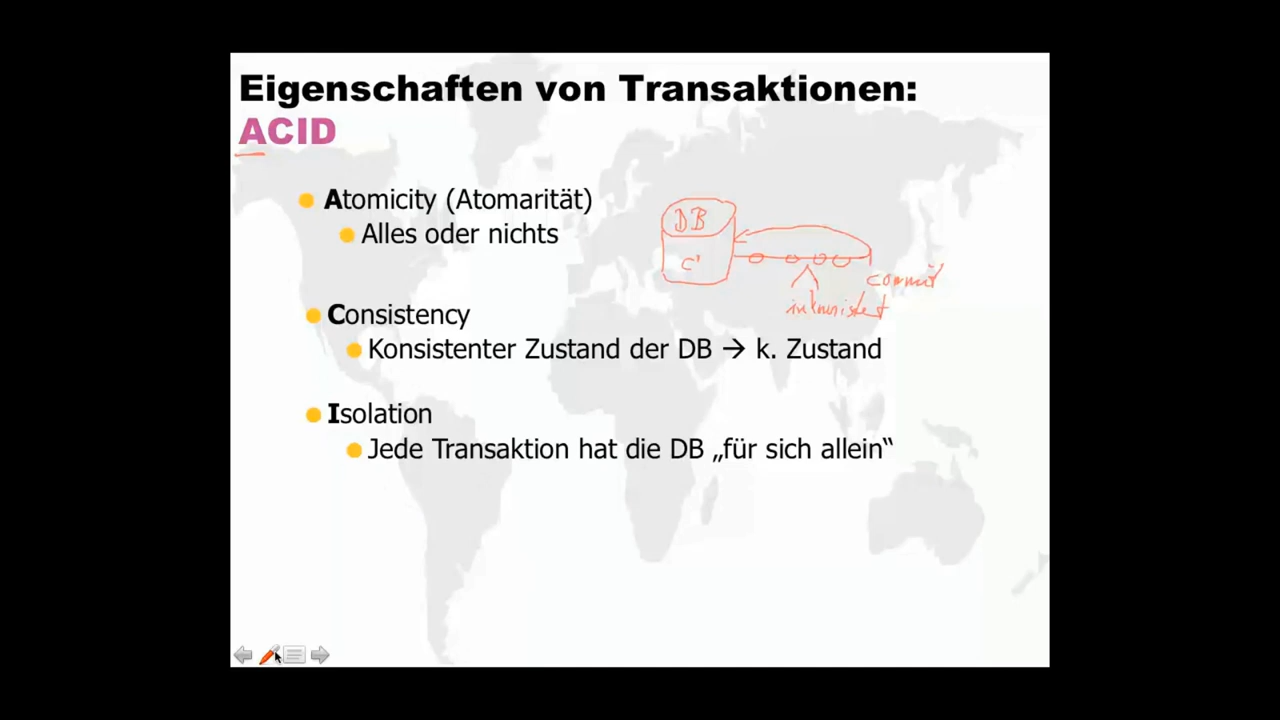 Eigenschaften von Transaktionen:
ACID
Atomicity (Atomarität)
Alles oder nichts
DB
C'
commit
inkonsistent
Consistency
Konsistenter Zustand der DB → k. Zustand
Isolation
Jede Transaktion hat die DB „für sich allein“